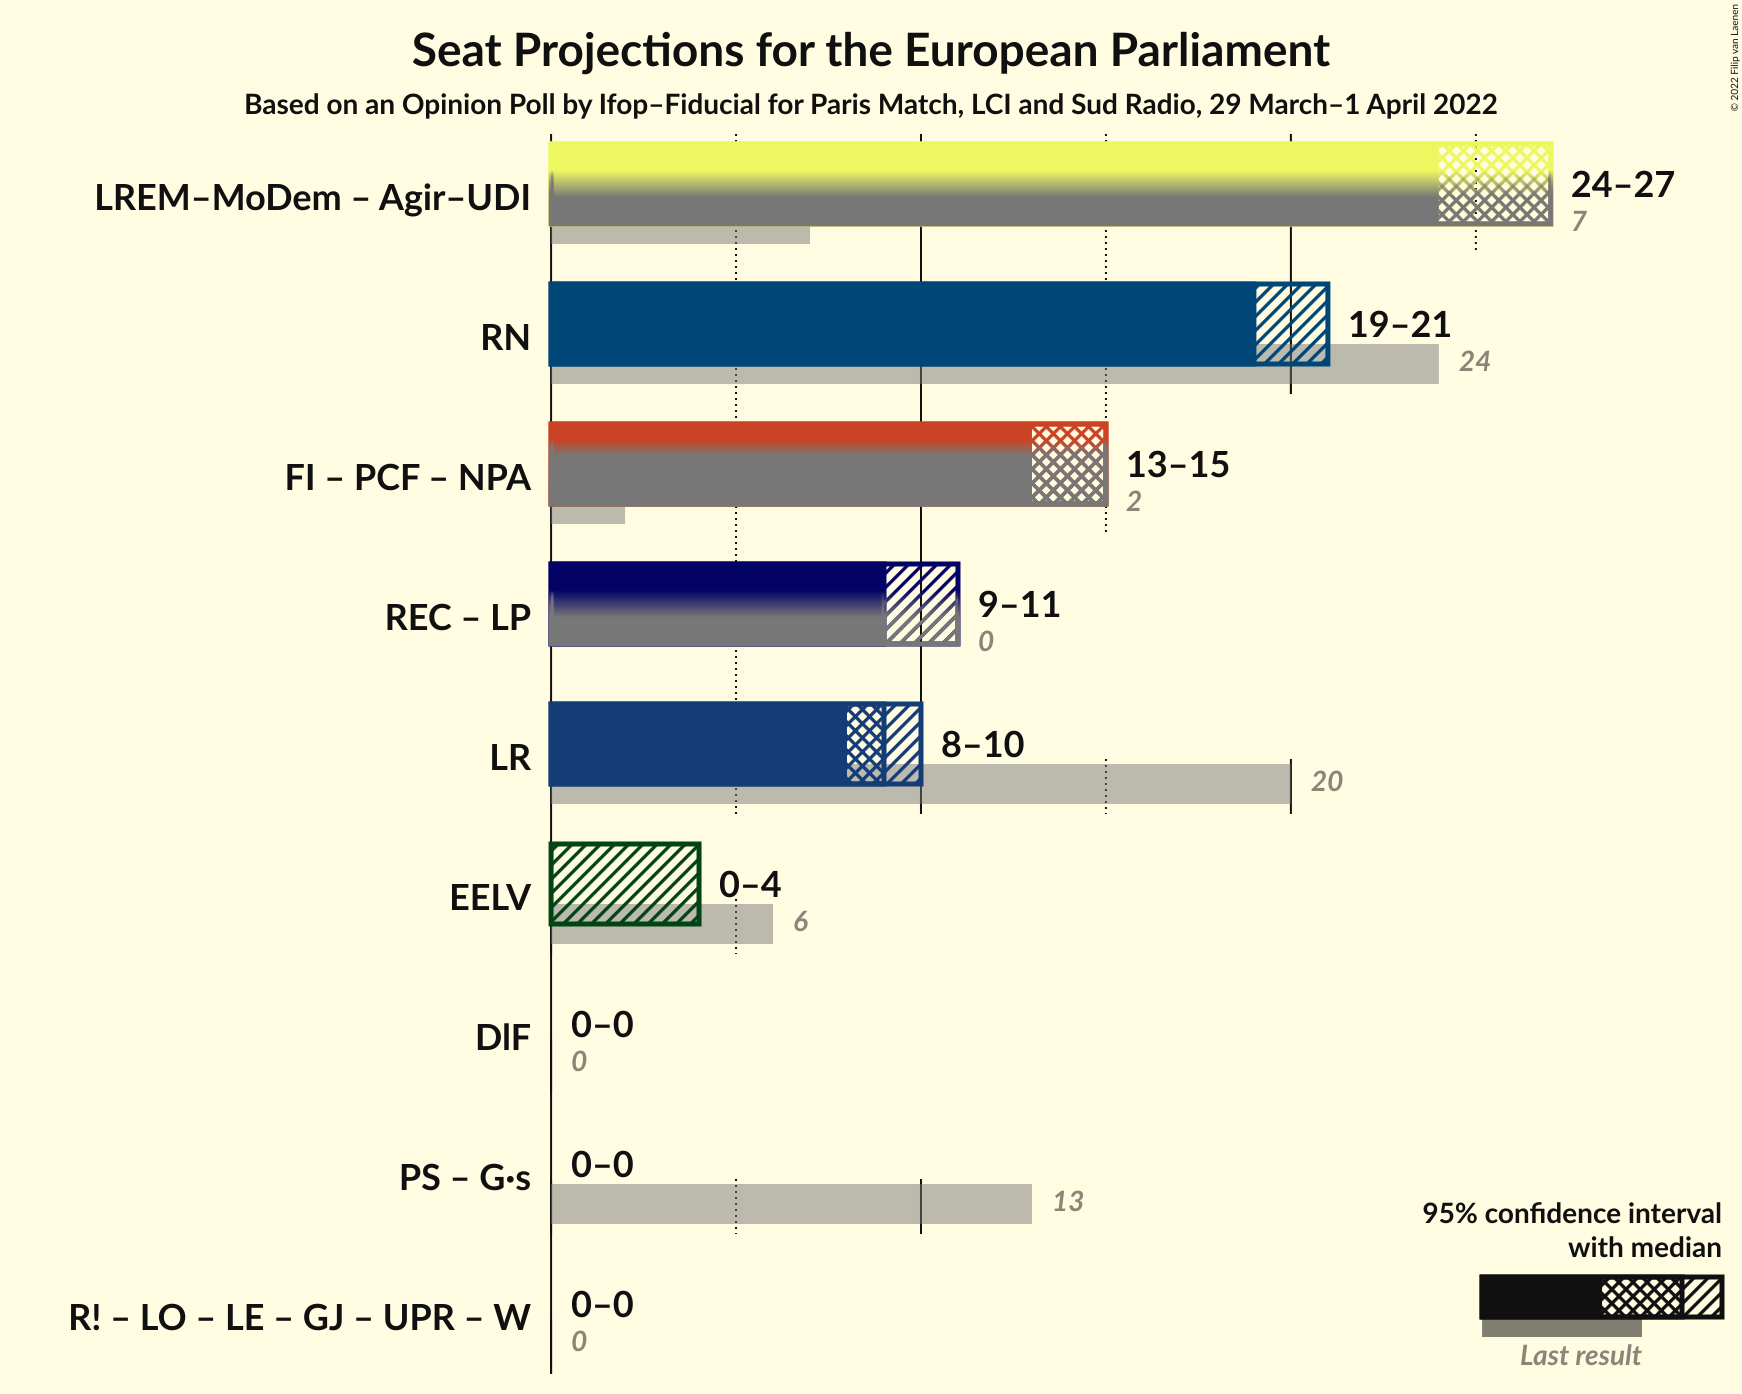 Seat Projections for the European Parliament
Based on an Opinion Poll by Ifop–Fiducial for Paris Match, LCI and Sud Radio, 29 March–1 April 2022
© 2022 Filip van Laenen
LREM–MoDem – Agir–UDI
24–27
7
RN
19–21
24
FI – PCF – NPA
13–15
2
REC – LP
9–11
0
LR
8–10
20
EELV
0–4
6
DlF
0–0
0
PS – G·s
0–0
13
R! – LO – LE – GJ – UPR – W
0–0
0
95% confidence interval
with median
Last result